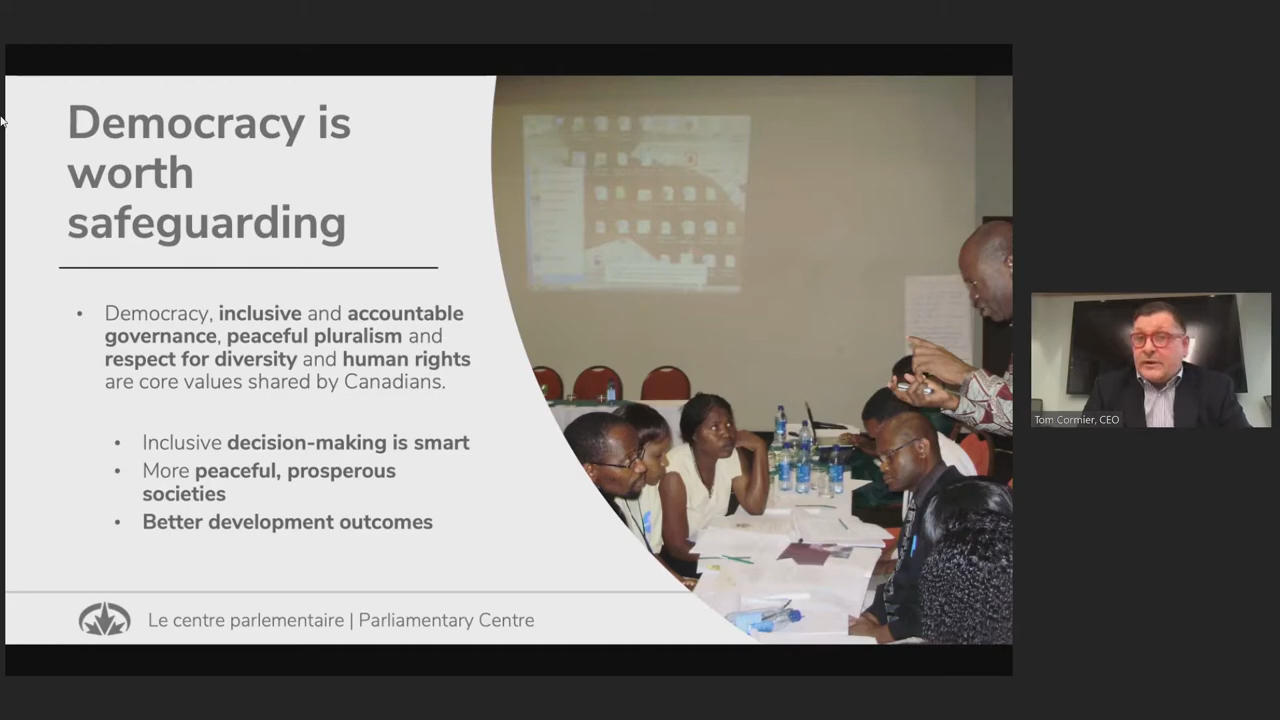 Democracy is
worth
safeguarding
• Democracy, inclusive and accountable
governance, peaceful pluralism and
respect for diversity and human rights
are core values shared by Canadians.
• Inclusive decision-making is smart
• More peaceful, prosperous
societies
• Better development outcomes
Le centre parlementaire | Parliamentary Centre
Tom Cormier, CEO